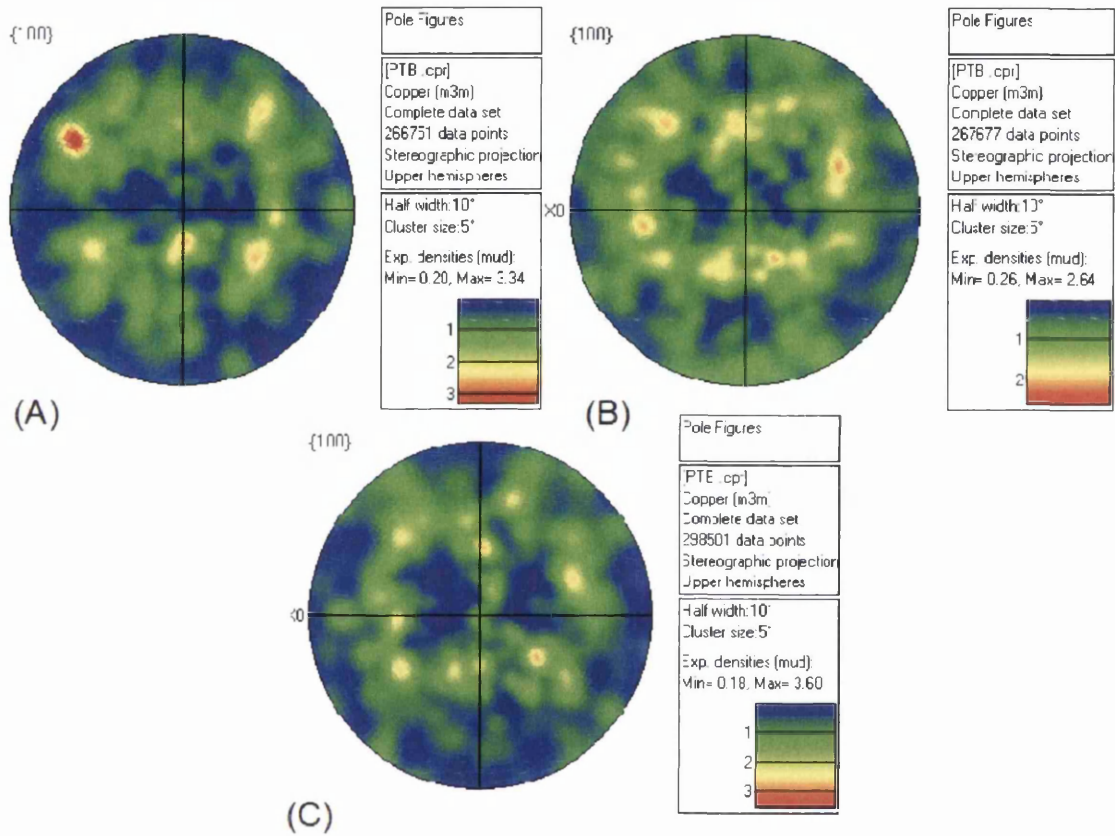 {100}
Pole Figures
[PTB .cpr]
Copper (m3m)
Complete data set
266751 data points
Stereographic projection
Upper hemispheres
Half width:10°
Cluster size:5°
Exp. densities (mud):
Min= 0.20, Max= 3.34
1
2
3
(A)
{100}
X0
Pole Figures
[PTB .cpr]
Copper (m3m)
Complete data set
267677 data points
Stereographic projection
Upper hemispheres
Half width:10°
Cluster size:5°
Exp. densities (mud):
Min= 0.26, Max= 2.64
1
2
(B)
{100}
X0
Pole Figures
[PTE .cpr]
Copper (m3m)
Complete data set
298501 data points
Stereographic projection
Upper hemispheres
Half width:10°
Cluster size:5°
Exp. densities (mud):
Min= 0.18, Max= 3.60
1
2
3
(C)